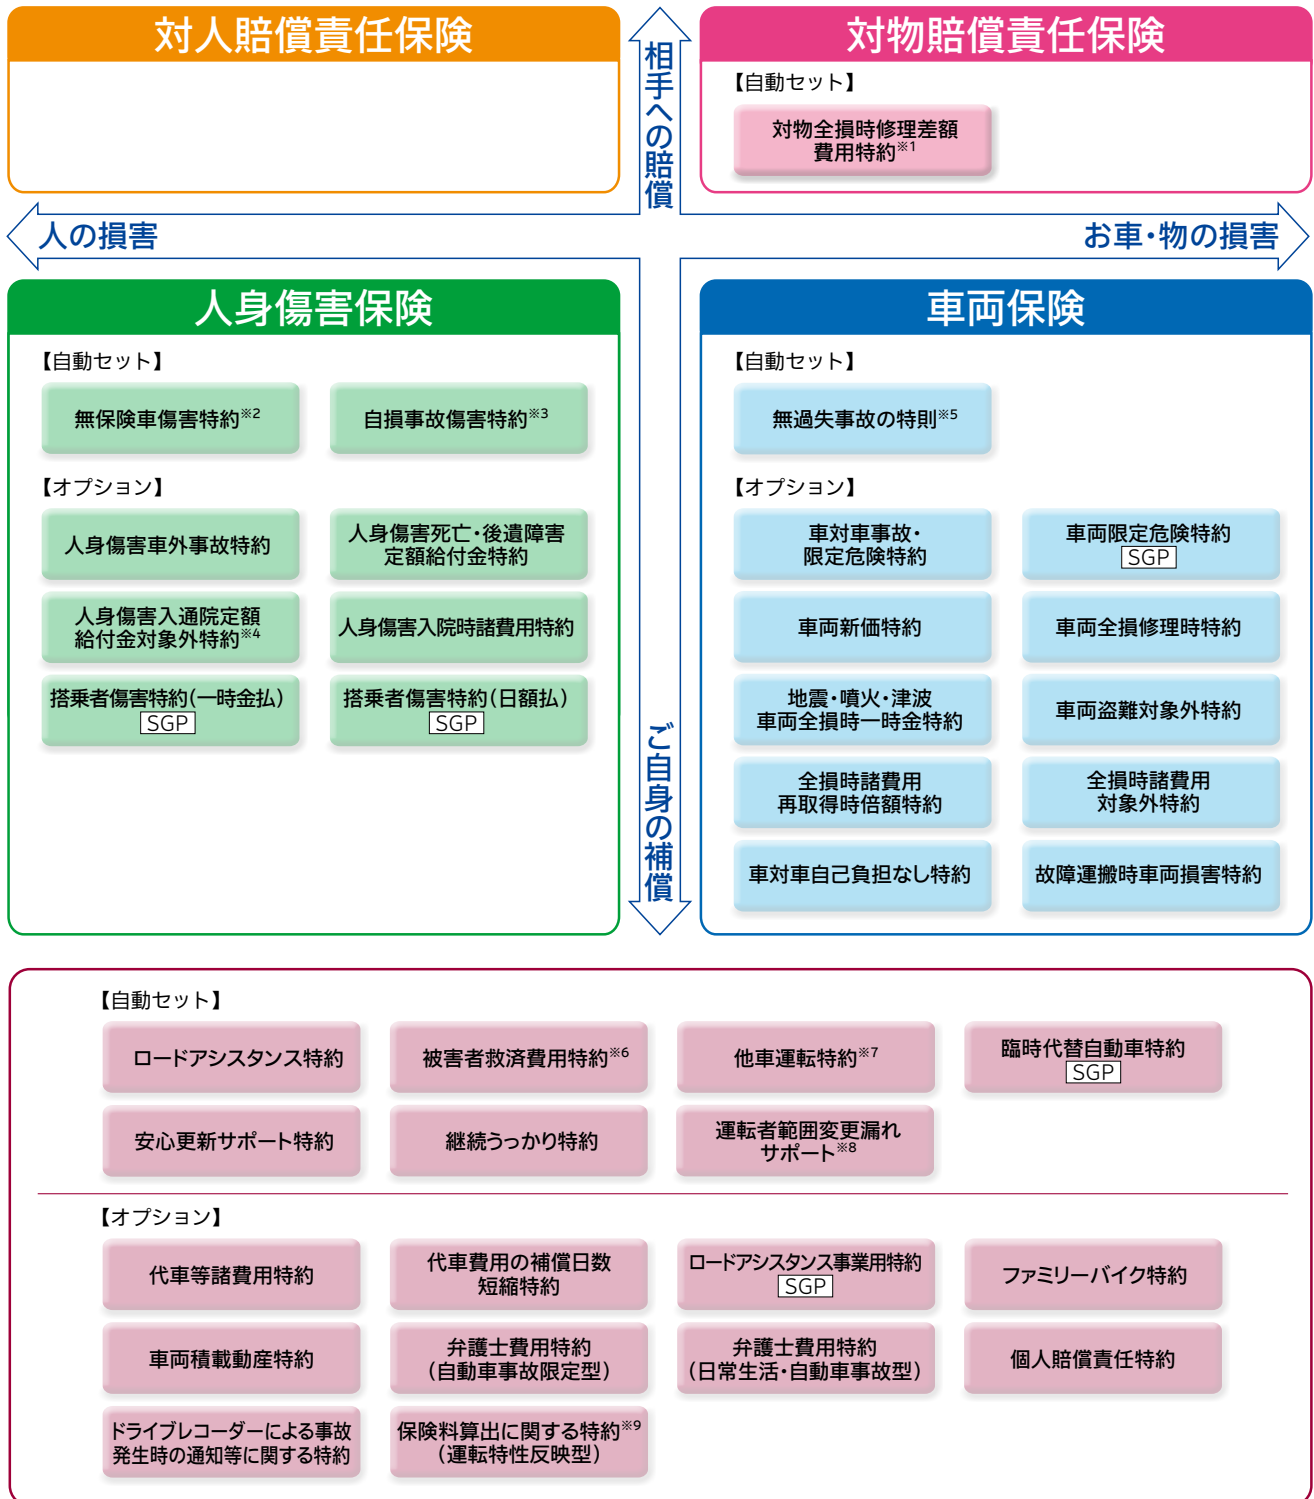 対人賠償責任保険
対物賠償責任保険
【自動セット】
対物全損時修理差額
費用特約※1
相手への賠償
人の損害
お車・物の損害
ご自身の補償
人身傷害保険
【自動セット】
無保険車傷害特約※2
自損事故傷害特約※3
【オプション】
人身傷害車外事故特約
人身傷害死亡・後遺障害
定額給付金特約
人身傷害入通院定額
給付金対象外特約※4
人身傷害入院時諸費用特約
搭乗者傷害特約(一時金払)
SGP
搭乗者傷害特約(日額払)
SGP
車両保険
【自動セット】
無過失事故の特則※5
【オプション】
車対車事故・
限定危険特約
車両限定危険特約
SGP
車両新価特約
車両全損修理時特約
地震・噴火・津波
車両全損時一時金特約
車両盗難対象外特約
全損時諸費用
再取得時倍額特約
全損時諸費用
対象外特約
車対車自己負担なし特約
故障運搬時車両損害特約
【自動セット】
ロードアシスタンス特約
被害者救済費用特約※6
他車運転特約※7
臨時代替自動車特約
SGP
安心更新サポート特約
継続うっかり特約
運転者範囲変更漏れ
サポート※8
【オプション】
代車等諸費用特約
代車費用の補償日数
短縮特約
ロードアシスタンス事業用特約
SGP
ファミリーバイク特約
車両積載動産特約
弁護士費用特約
(自動車事故限定型)
弁護士費用特約
(日常生活・自動車事故型)
個人賠償責任特約
ドライブレコーダーによる事故
発生時の通知等に関する特約
保険料算出に関する特約※9
(運転特性反映型)